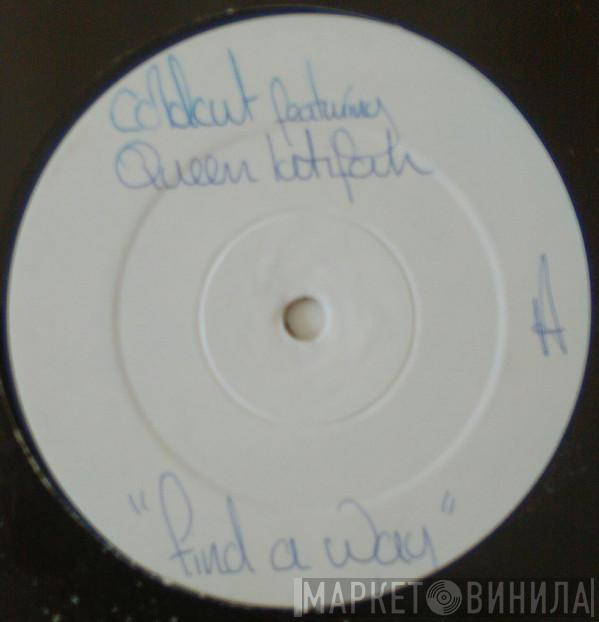 Coldcut featuring
Queen Latifah
A
"Find a Way"
МАРКЕТ ВИНИЛА